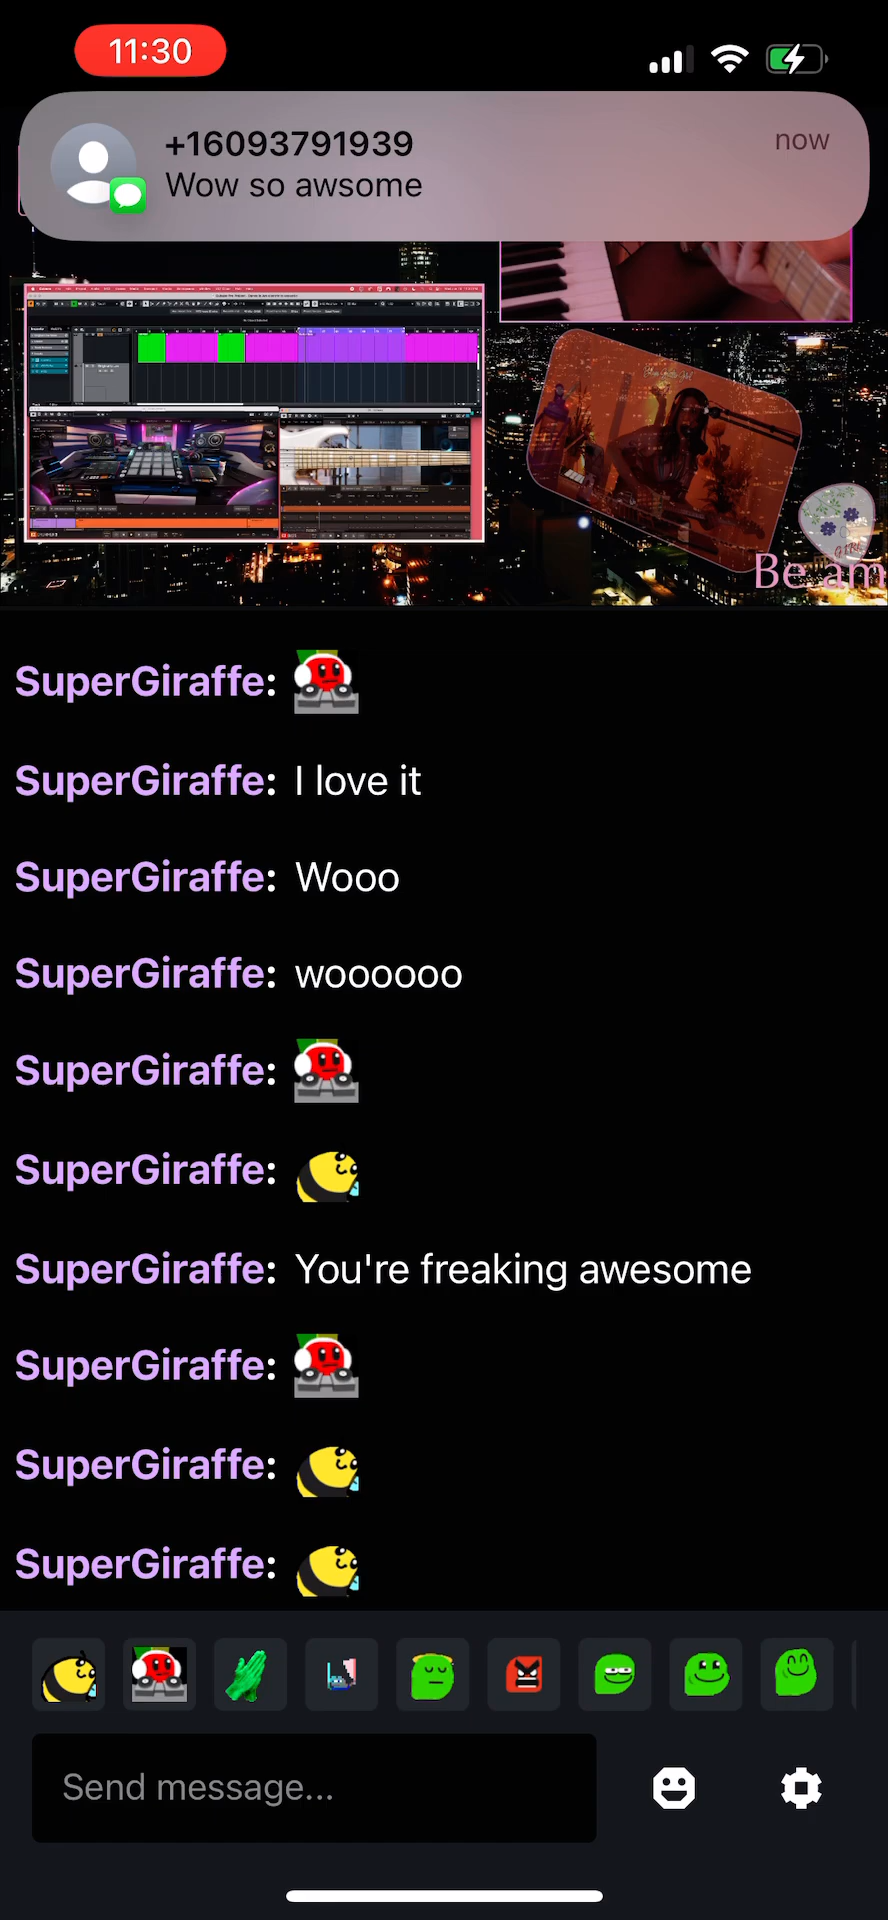 11:30
+16093791939
now
Wow so awsome
GIRL
Be am
SuperGiraffe:
SuperGiraffe: I love it
SuperGiraffe: Wooo
SuperGiraffe: woooooo
SuperGiraffe:
SuperGiraffe:
SuperGiraffe: You're freaking awesome
SuperGiraffe:
SuperGiraffe:
SuperGiraffe:
Send message...